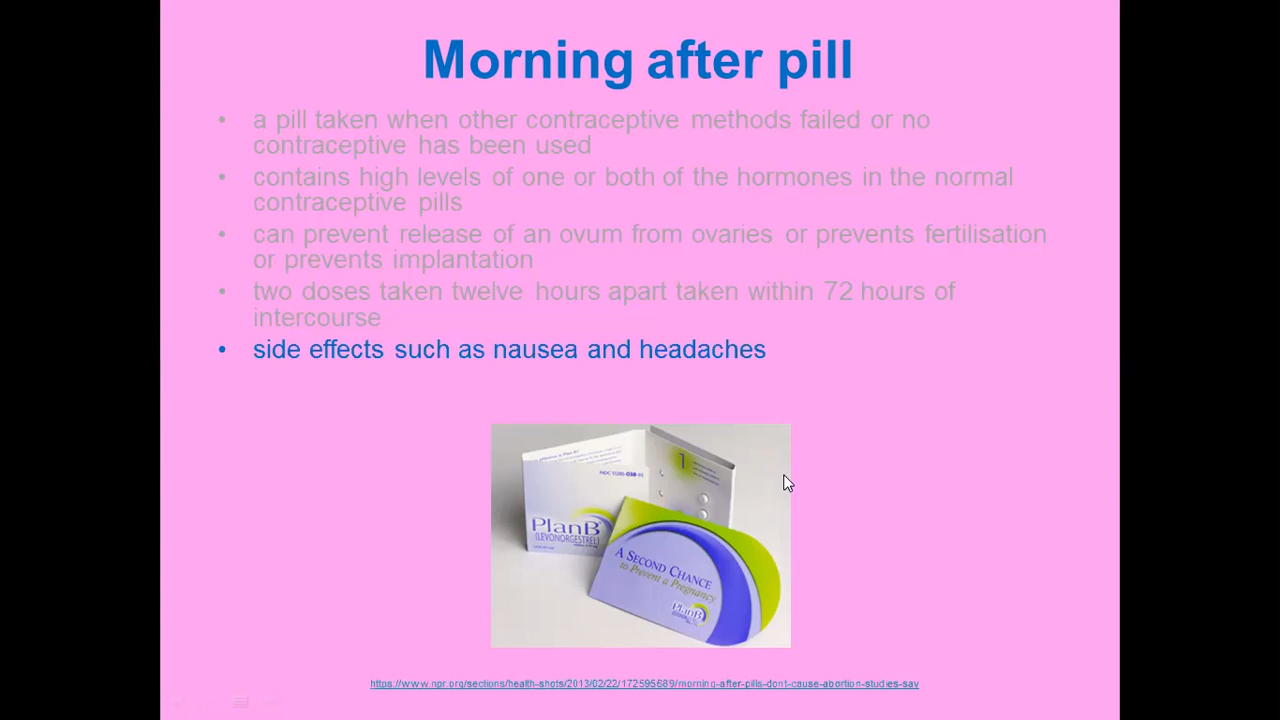 Morning after pill
• a pill taken when other contraceptive methods failed or no
contraceptive has been used
• contains high levels of one or both of the hormones in the normal
contraceptive pills
• can prevent release of an ovum from ovaries or prevents fertilisation
or prevents implantation
• two doses taken twelve hours apart taken within 72 hours of
intercourse
• side effects such as nausea and headaches
1
PlanB
(LEVONORGESTREL)
A SECOND CHANCE
to Prevent a Pregnancy
PlanB
https://www.npr.org/sections/health-shots/2013/02/22/172595689/morning-after-pills-dont-cause-abortion-studies-say